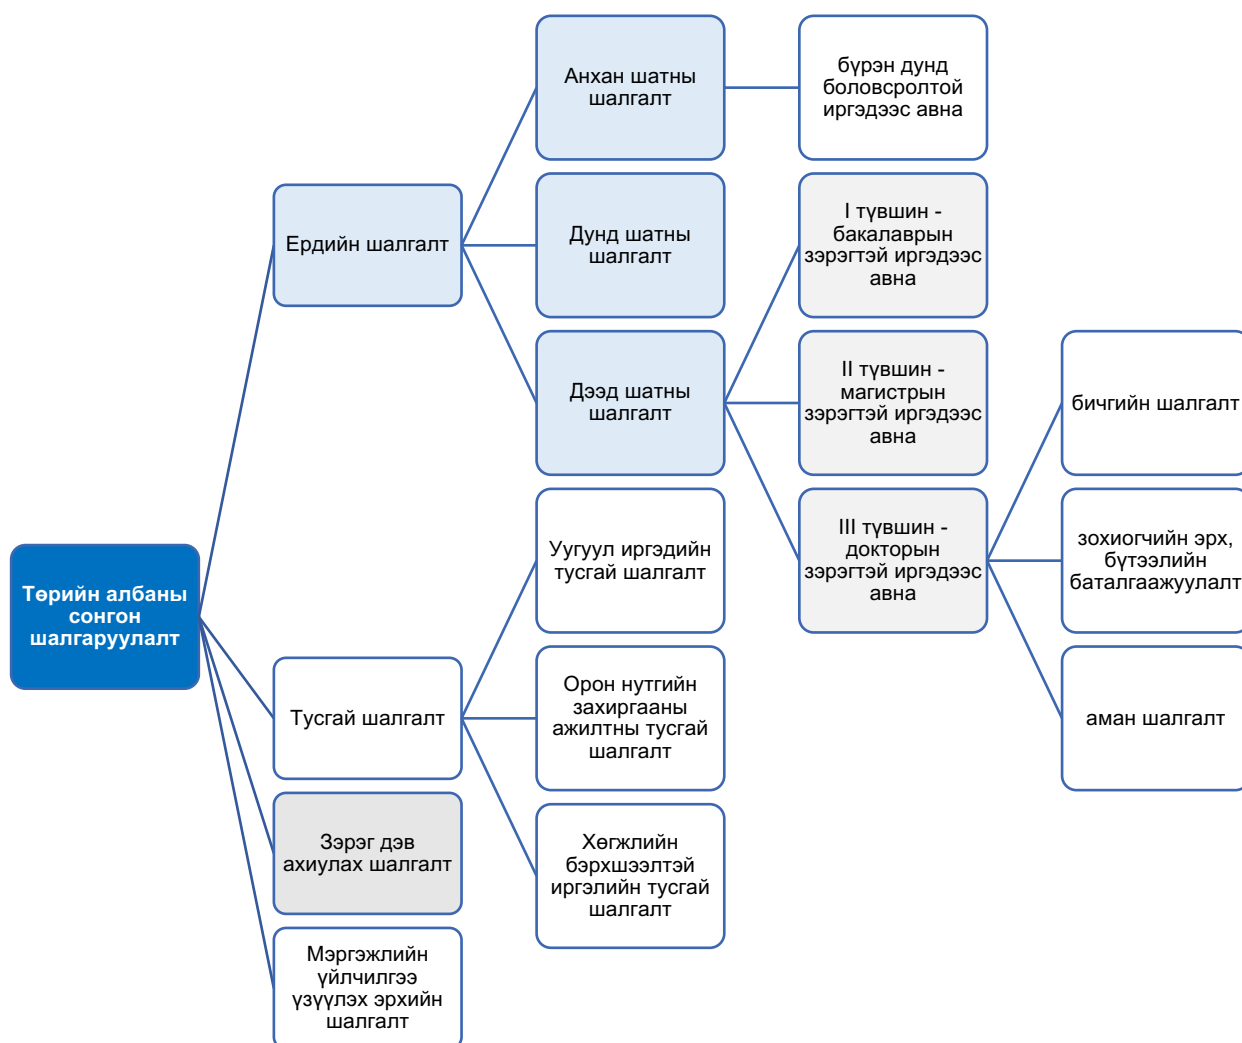 Төрийн албаны
сонгон
шалгаруулалт
Ердийн шалгалт
Анхан шатны
шалгалт
бүрэн дунд
боловсролтой
иргэдээс авна
Дунд шатны
шалгалт
Дээд шатны
шалгалт
I түвшин -
бакалаврын
зэрэгтэй иргэдээс
авна
II түвшин -
магистрын
зэрэгтэй иргэдээс
авна
III түвшин -
докторын
зэрэгтэй иргэдээс
авна
бичгийн шалгалт
зохиогчийн эрх,
бүтээлийн
баталгаажуулалт
аман шалгалт
Тусгай шалгалт
Уугуул иргэдийн
тусгай шалгалт
Орон нутгийн
захиргааны
ажилтны тусгай
шалгалт
Хөгжлийн
бэрхшээлтэй
иргэлийн тусгай
шалгалт
Зэрэг дэв
ахиулах шалгалт
Мэргэжлийн
үйлчилгээ
үзүүлэх эрхийн
шалгалт